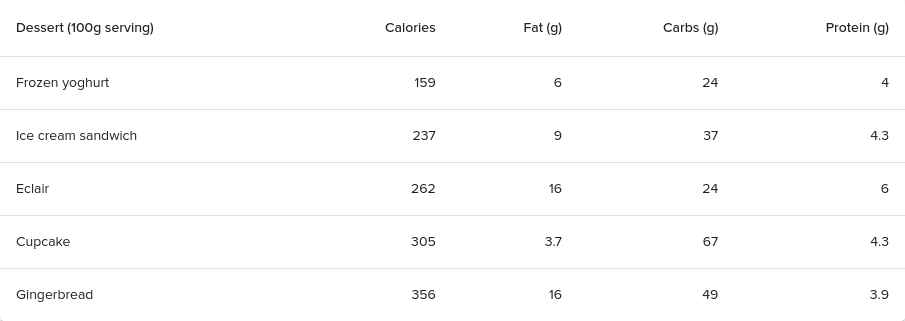 Dessert (100g serving) Calories Fat (g) Carbs (g) Protein (g)
Frozen yoghurt 159 6 24 4
Ice cream sandwich 237 9 37 4.3
Eclair 262 16 24 6
Cupcake 305 3.7 67 4.3
Gingerbread 356 16 49 3.9